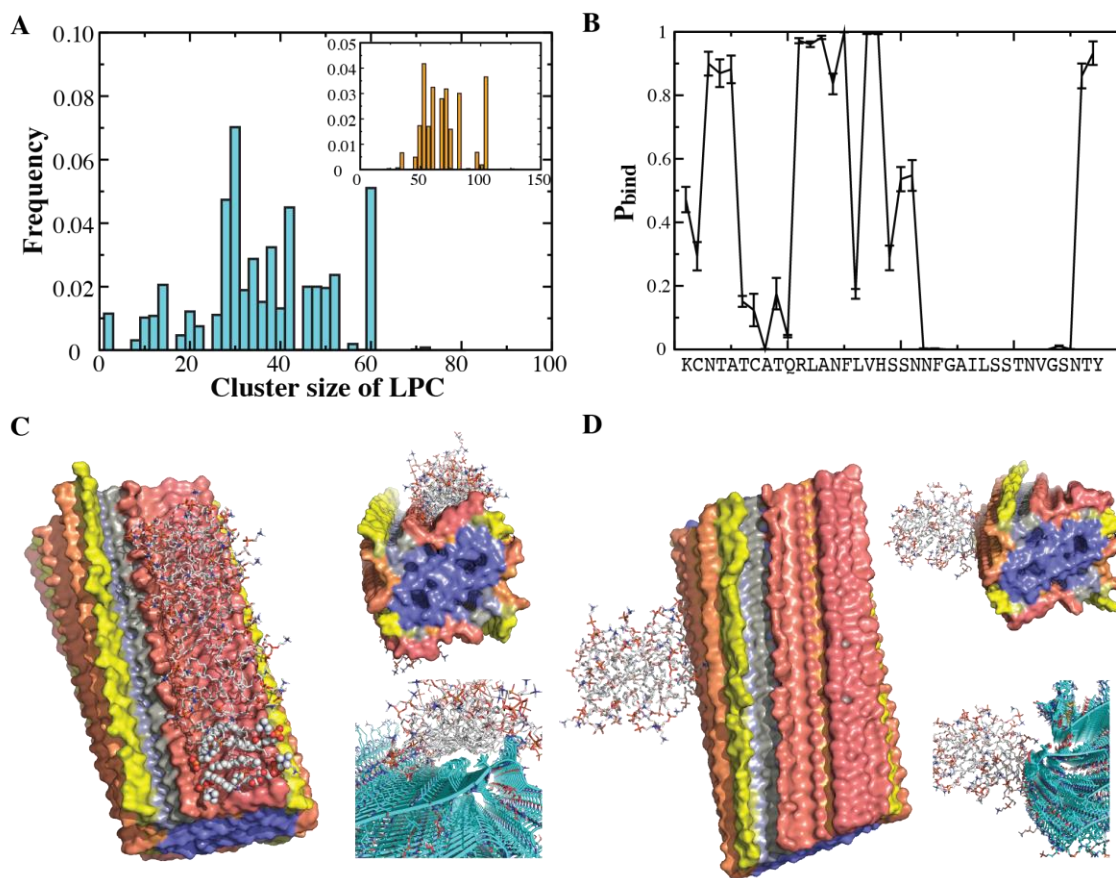 A
0.10
0.08
0.06
0.04
0.02
0
Frequency
0 20 40 60 80 100
Cluster size of LPC
0.05
0.04
0.03
0.02
0.01
0
0 50 100 150
B
1
0.8
0.6
0.4
0.2
0
Pbind
KCNTATCATQRLANFLVHSSNNFGAILSSTNVGSNTY
C
D